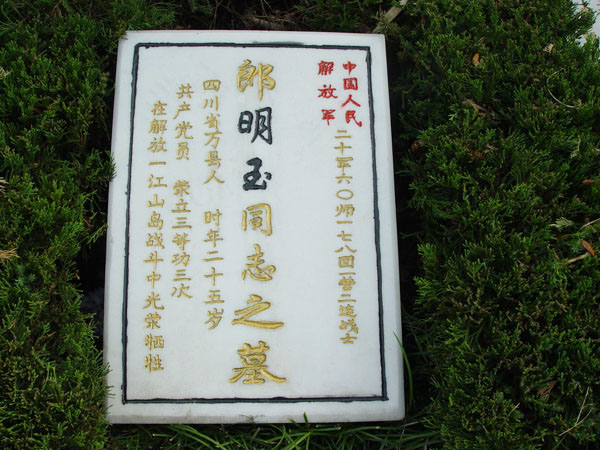 中国人民
解放军
二十军六〇师一七八团一营二连战士
郎明玉同志之墓
四川省万县人 时年二十五岁
共产党员 荣立三等功三次
在解放一江山岛战斗中光荣牺牲